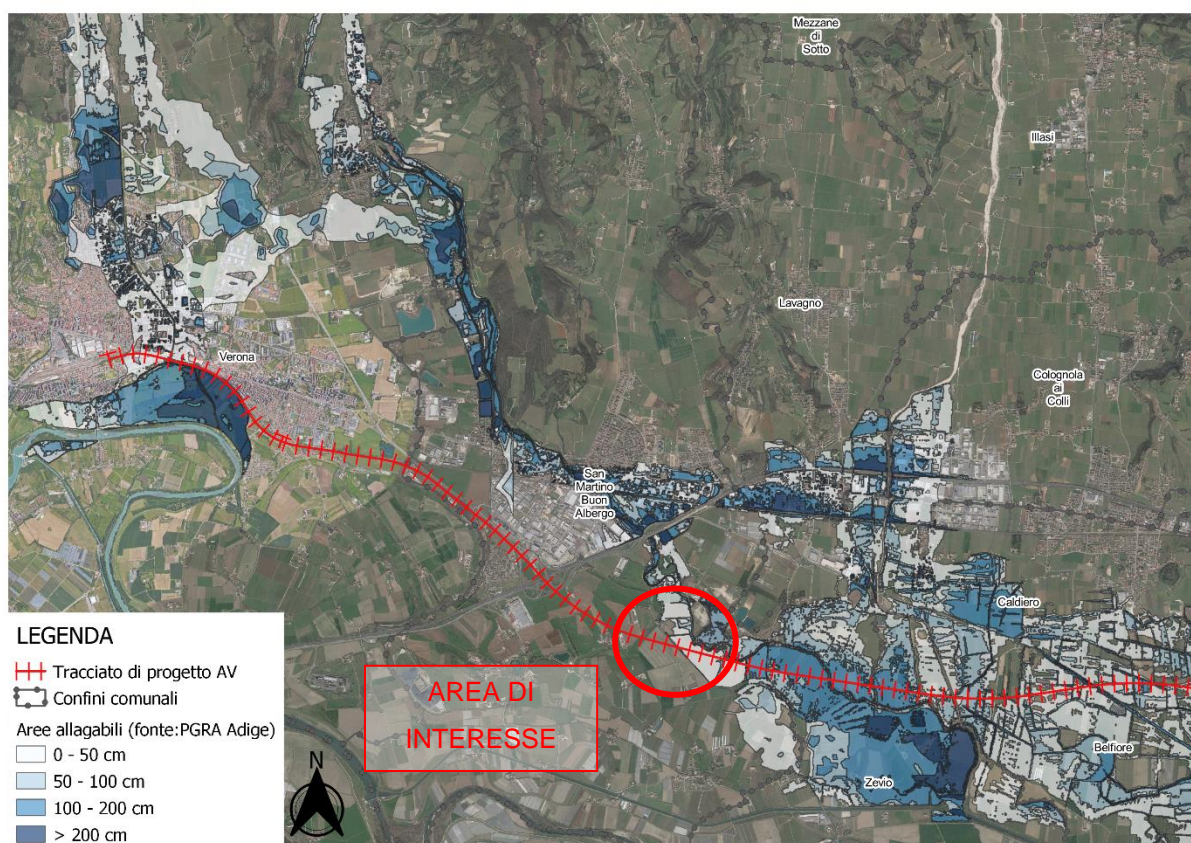 Mezzane
di
Sotto
Illasi
Lavagno
Verona
Colognola
ai
Colli
San
Martino
Buon
Albergo
Caldiero
AREA DI
INTERESSE
Belfiore
Zevio
N
LEGENDA
Tracciato di progetto AV
Confini comunali
Aree allagabili (fonte:PGRA Adige)
0 - 50 cm
50 - 100 cm
100 - 200 cm
> 200 cm